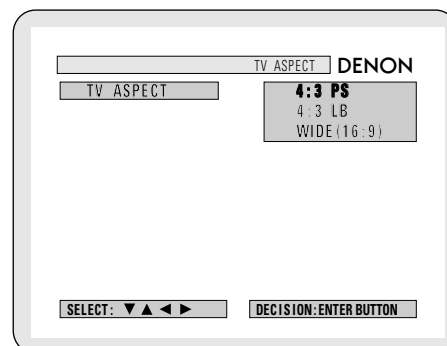 TV ASPECT DENON
TV ASPECT
4:3 PS
4:3 LB
WIDE(16:9)
SELECT: ▼ ▲ ◄ ► DECISION:ENTER BUTTON